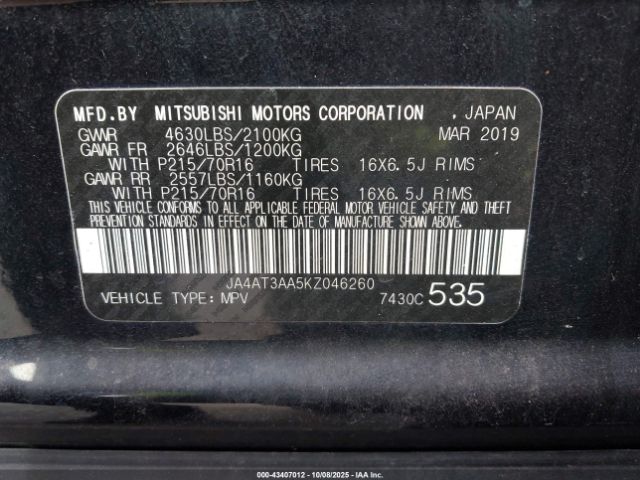 MFD.BY MITSUBISHI MOTORS CORPORATION , JAPAN
GVWR 4630LBS/2100KG MAR 2019
GAWR FR 2646LBS/1200KG
WITH P215/70R16 TIRES 16X6.5J RIMS
GAWR RR 2557LBS/1160KG
WITH P215/70R16 TIRES 16X6.5J RIMS
THIS VEHICLE CONFORMS TO ALL APPLICABLE FEDERAL MOTOR VEHICLE SAFETY AND THEFT
PREVENTION STANDARDS IN EFFECT ON THE DATE OF MANUFACTURE SHOWN ABOVE.
JA4AT3AA5KZ046260
VEHICLE TYPE: MPV 7430C 535
000-43407012 - 10/08/2025 - www.iaai.com